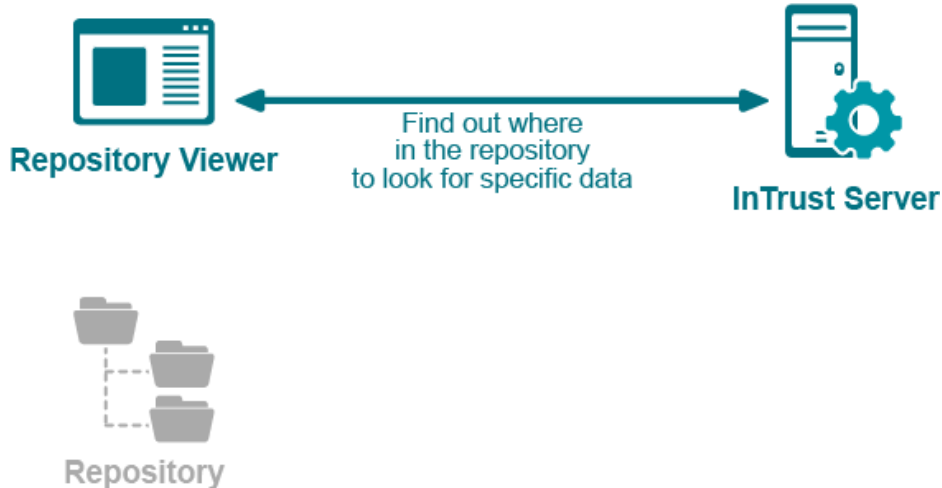 Find out where
in the repository
to look for specific data
Repository Viewer
InTrust Server
Repository